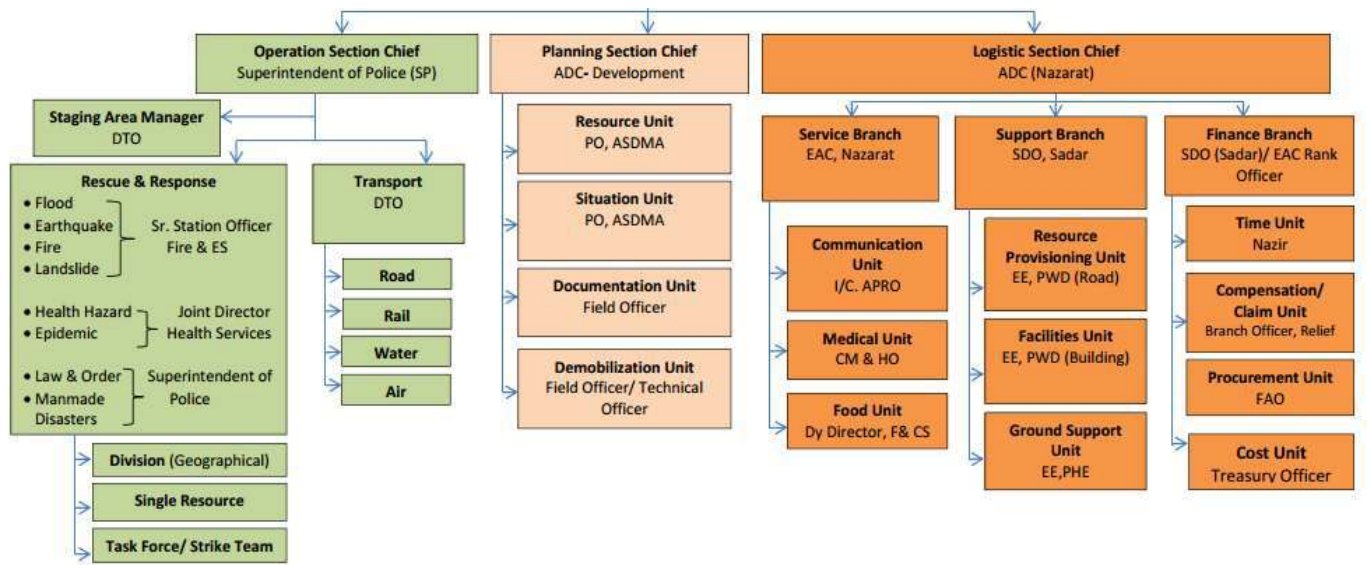 Operation Section Chief
Superintendent of Police (SP)
Staging Area Manager
DTO
Rescue & Response
• Flood
• Earthquake
• Fire
• Landslide
Sr. Station Officer
Fire & ES
• Health Hazard
• Epidemic
Joint Director
Health Services
• Law & Order
• Manmade
Disasters
Superintendent of
Police
Division (Geographical)
Single Resource
Task Force/ Strike Team
Transport
DTO
Road
Rail
Water
Air
Planning Section Chief
ADC- Development
Resource Unit
PO, ASDMA
Situation Unit
PO, ASDMA
Documentation Unit
Field Officer
Demobilization Unit
Field Officer/ Technical
Officer
Logistic Section Chief
ADC (Nazarat)
Service Branch
EAC, Nazarat
Communication
Unit
I/C. APRO
Medical Unit
CM & HO
Food Unit
Dy Director, F& CS
Support Branch
SDO, Sadar
Resource
Provisioning Unit
EE, PWD (Road)
Facilities Unit
EE, PWD (Building)
Ground Support
Unit
EE,PHE
Finance Branch
SDO (Sadar)/ EAC Rank
Officer
Time Unit
Nazir
Compensation/
Claim Unit
Branch Officer, Relief
Procurement Unit
FAO
Cost Unit
Treasury Officer